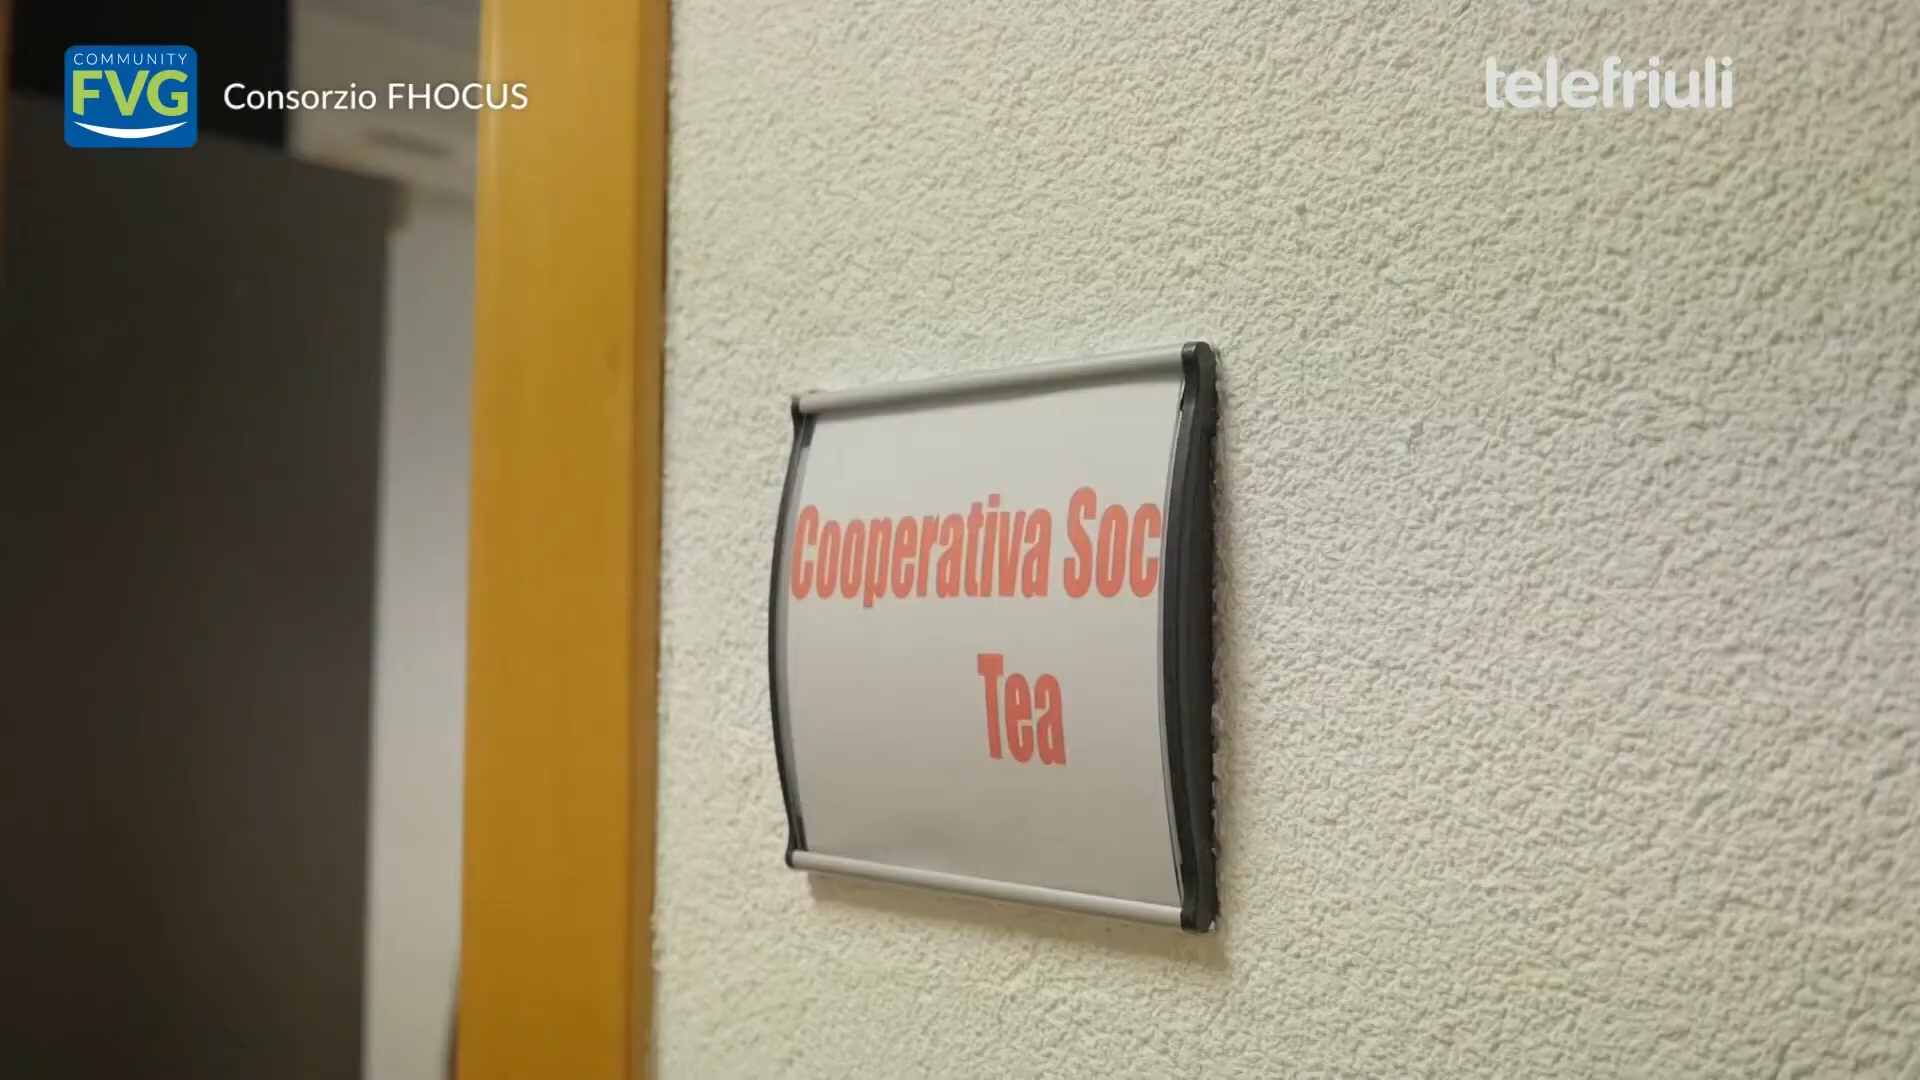 COMMUNITY
FVG
Consorzio FHOCUS
telefriuli
Cooperativa Soc
Tea